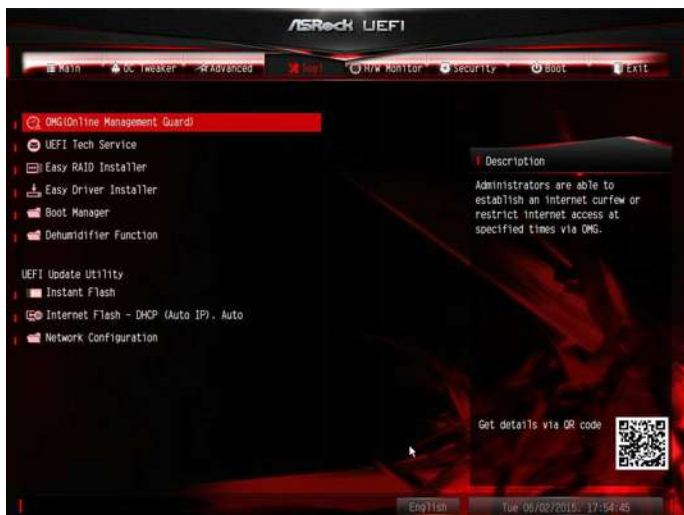 ASRock UEFI
Main
OC Tweaker
Advanced
Tool
H/W Monitor
Security
Boot
Exit
OMG(Online Management Guard)
UEFI Tech Service
Easy RAID Installer
Easy Driver Installer
Boot Manager
Dehumidifier Function
UEFI Update Utility
Instant Flash
Internet Flash - DHCP (Auto IP). Auto
Network Configuration
Description
Administrators are able to
establish an internet curfew or
restrict internet access at
specified times via OMG.
Get details via QR code
English
Tue 06/02/2015. 17:54:45